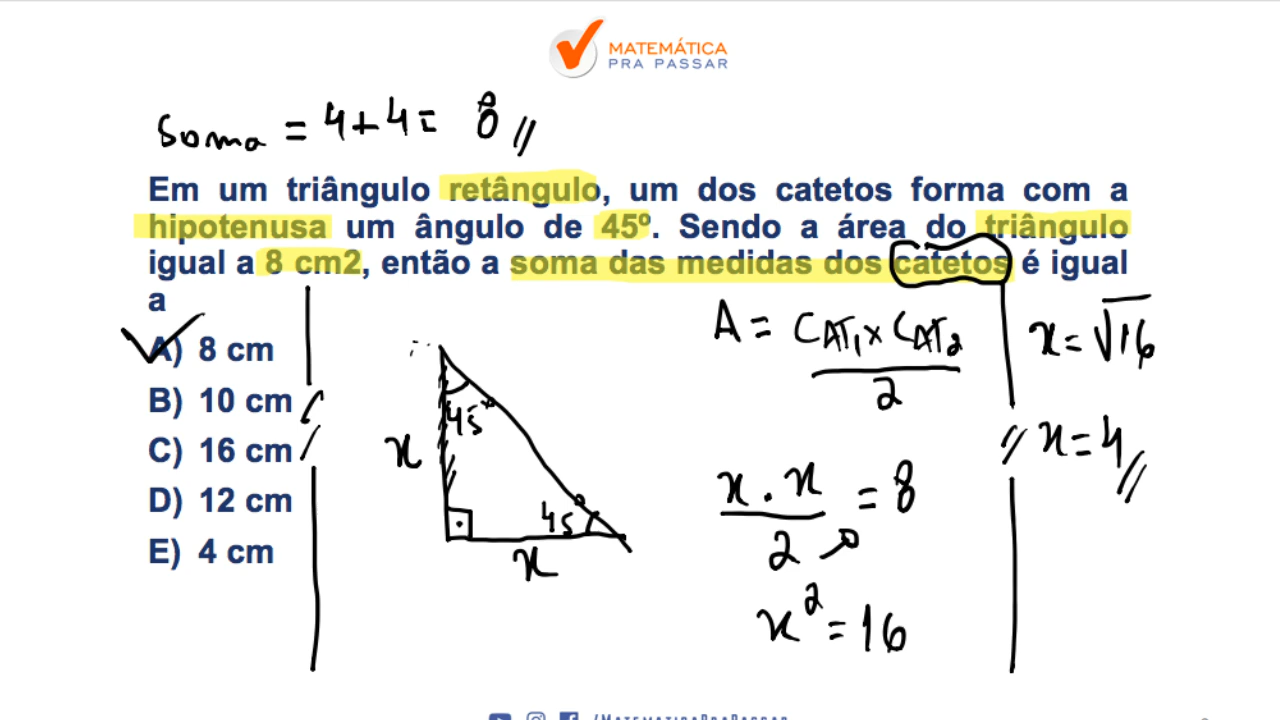 MATEMÁTICA
PRA PASSAR
Soma = 4+4= 8
Em um triângulo retângulo, um dos catetos forma com a
hipotenusa um ângulo de 45º. Sendo a área do triângulo
igual a 8 cm2, então a soma das medidas dos catetos é igual
a
A) 8 cm
B) 10 cm
C) 16 cm
D) 12 cm
E) 4 cm
45°
x
45°
x
A = CAT1 x CAT2
2
x . x = 8
2
x² = 16
x = √16
x = 4
/MATEMATICAPRAPASSAR